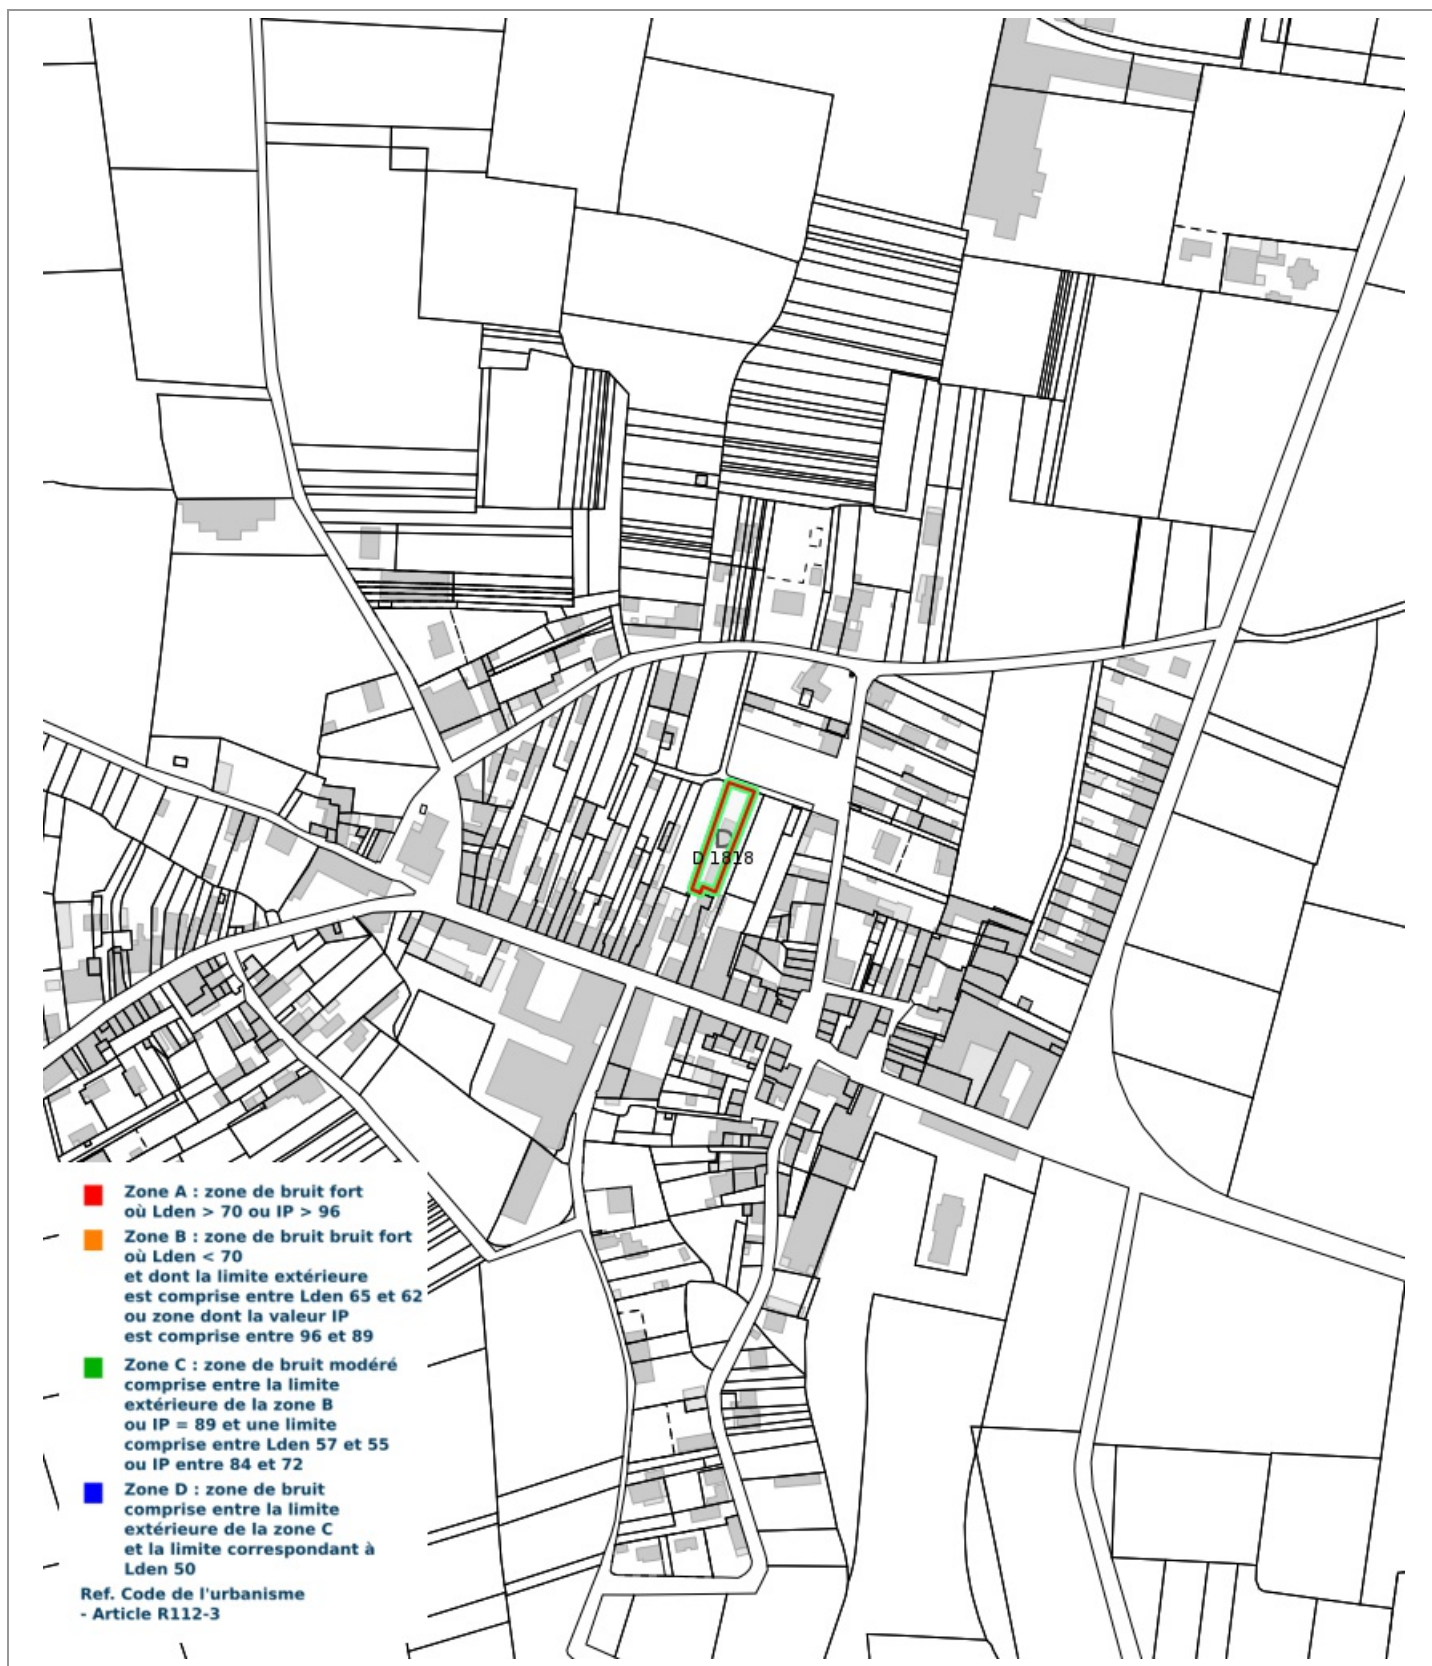 D
D 1818
Zone A : zone de bruit fort
où Lden > 70 ou IP > 96
Zone B : zone de bruit bruit fort
où Lden < 70
et dont la limite extérieure
est comprise entre Lden 65 et 62
ou zone dont la valeur IP
est comprise entre 96 et 89
Zone C : zone de bruit modéré
comprise entre la limite
extérieure de la zone B
ou IP = 89 et une limite
comprise entre Lden 57 et 55
ou IP entre 84 et 72
Zone D : zone de bruit
comprise entre la limite
extérieure de la zone C
et la limite correspondant à
Lden 50
Ref. Code de l'urbanisme
- Article R112-3